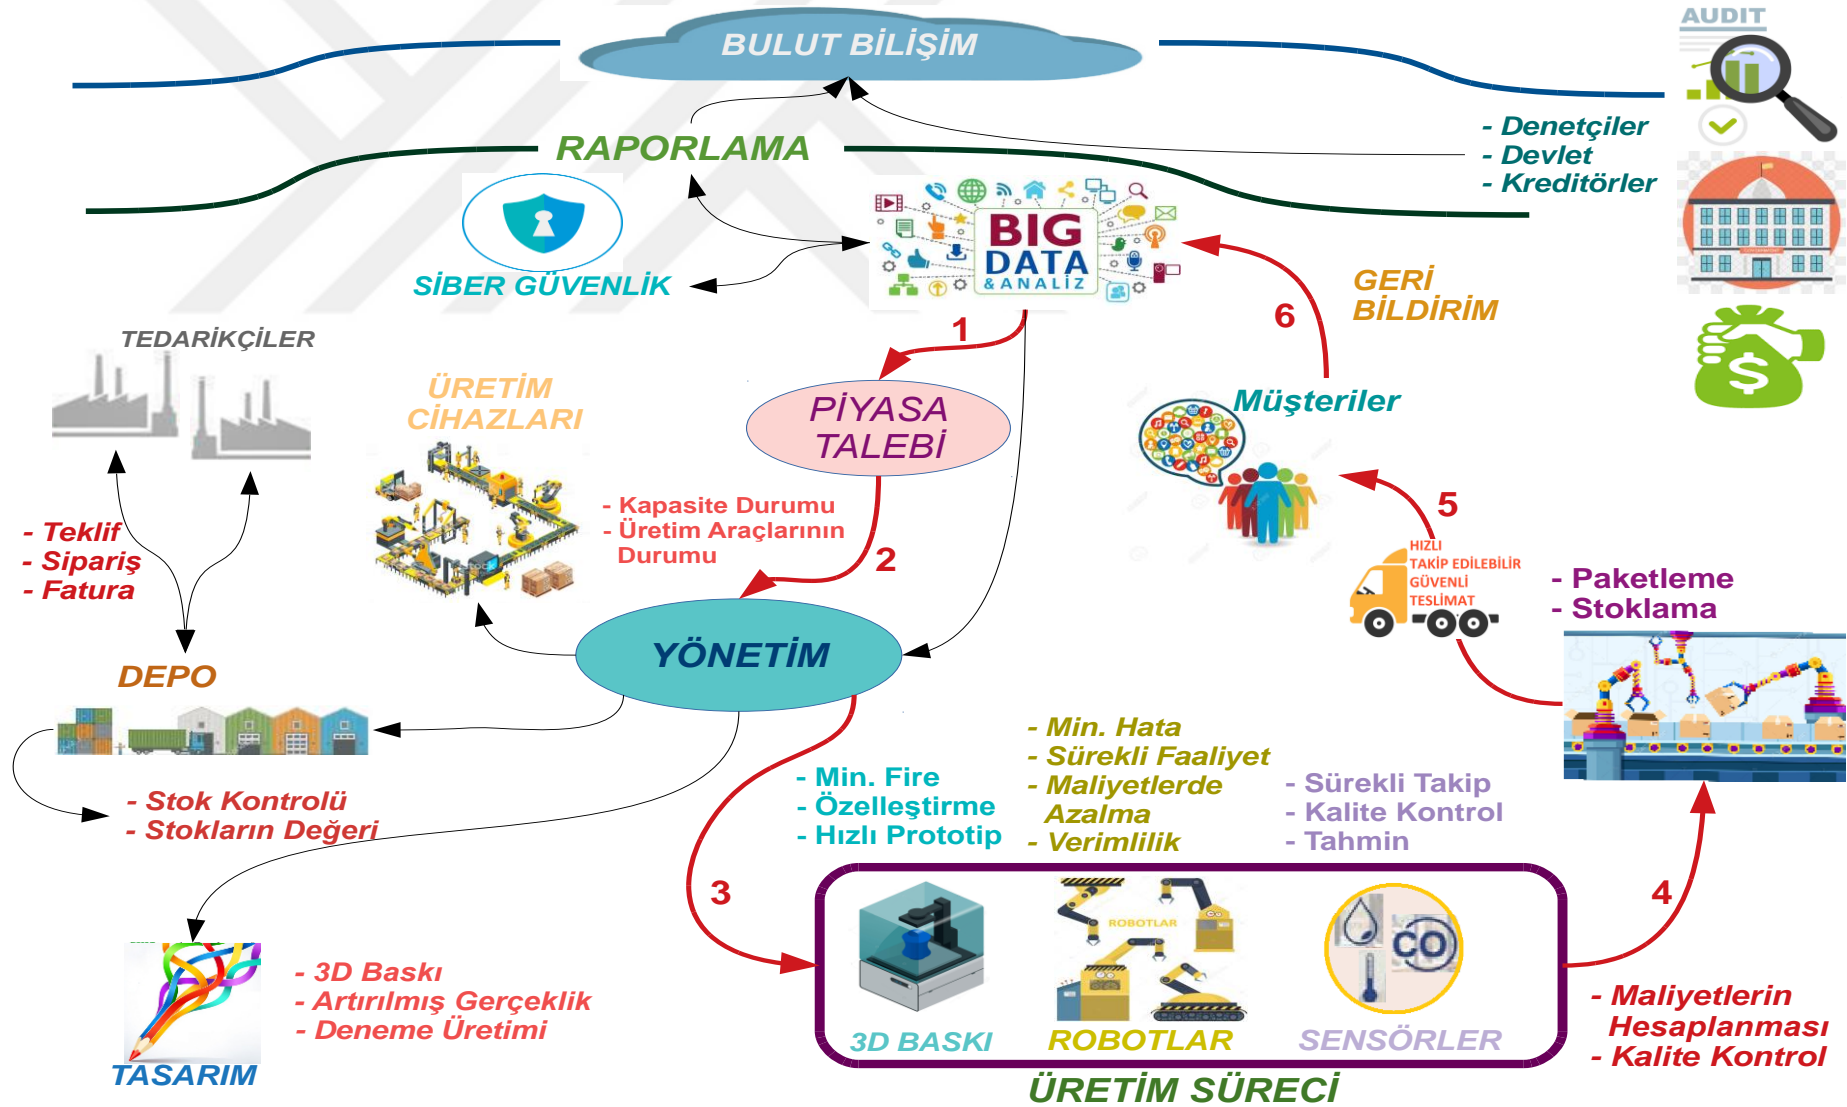 BULUT BİLİŞİM
AUDIT
- Denetçiler
- Devlet
- Kreditörler
RAPORLAMA
SİBER GÜVENLİK
BIG
DATA
& ANALİZ
GERİ
BİLDİRİM
1
6
TEDARİKÇİLER
ÜRETİM
CİHAZLARI
PİYASA
TALEBİ
Müşteriler
- Teklif
- Sipariş
- Fatura
- Kapasite Durumu
- Üretim Araçlarının
Durumu
2
5
HIZLI
TAKİP EDİLEBİLİR
GÜVENLİ
TESLİMAT
- Paketleme
- Stoklama
YÖNETİM
DEPO
- Stok Kontrolü
- Stokların Değeri
- Min. Fire
- Özelleştirme
- Hızlı Prototip
- Min. Hata
- Sürekli Faaliyet
- Maliyetlerde
Azalma
- Verimlilik
- Sürekli Takip
- Kalite Kontrol
- Tahmin
3
4
ROBOTLAR
CO
3D BASKI
ROBOTLAR
SENSÖRLER
ÜRETİM SÜRECİ
- 3D Baskı
- Artırılmış Gerçeklik
- Deneme Üretimi
TASARIM
- Maliyetlerin
Hesaplanması
- Kalite Kontrol